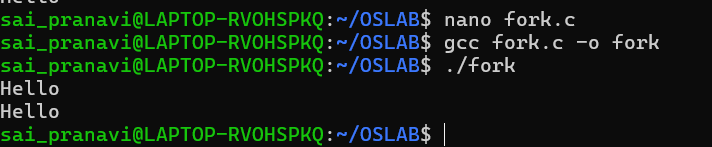 Hello
sai_pranavi@LAPTOP-RVOHSPKQ:~/OSLAB$ nano fork.c
sai_pranavi@LAPTOP-RVOHSPKQ:~/OSLAB$ gcc fork.c -o fork
sai_pranavi@LAPTOP-RVOHSPKQ:~/OSLAB$ ./fork
Hello
Hello
sai_pranavi@LAPTOP-RVOHSPKQ:~/OSLAB$